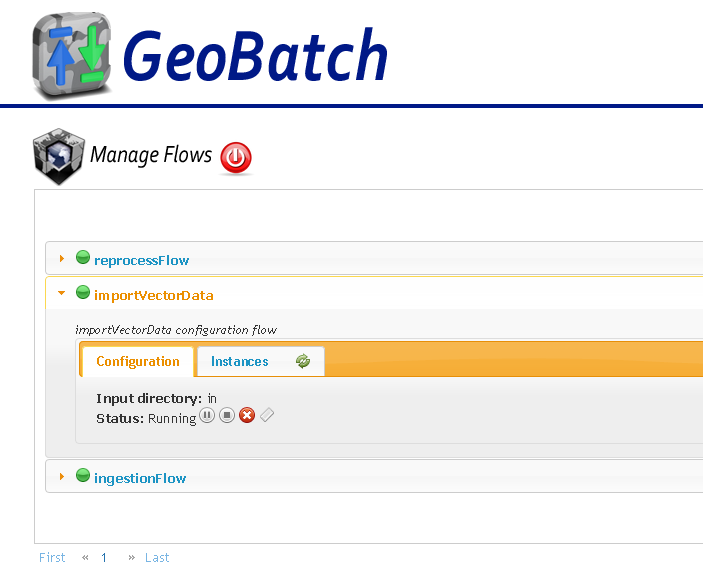 GeoBatch
Manage Flows
reprocessFlow
importVectorData
importVectorData configuration flow
Configuration Instances
Input directory: in
Status: Running
ingestionFlow
First « 1 » Last